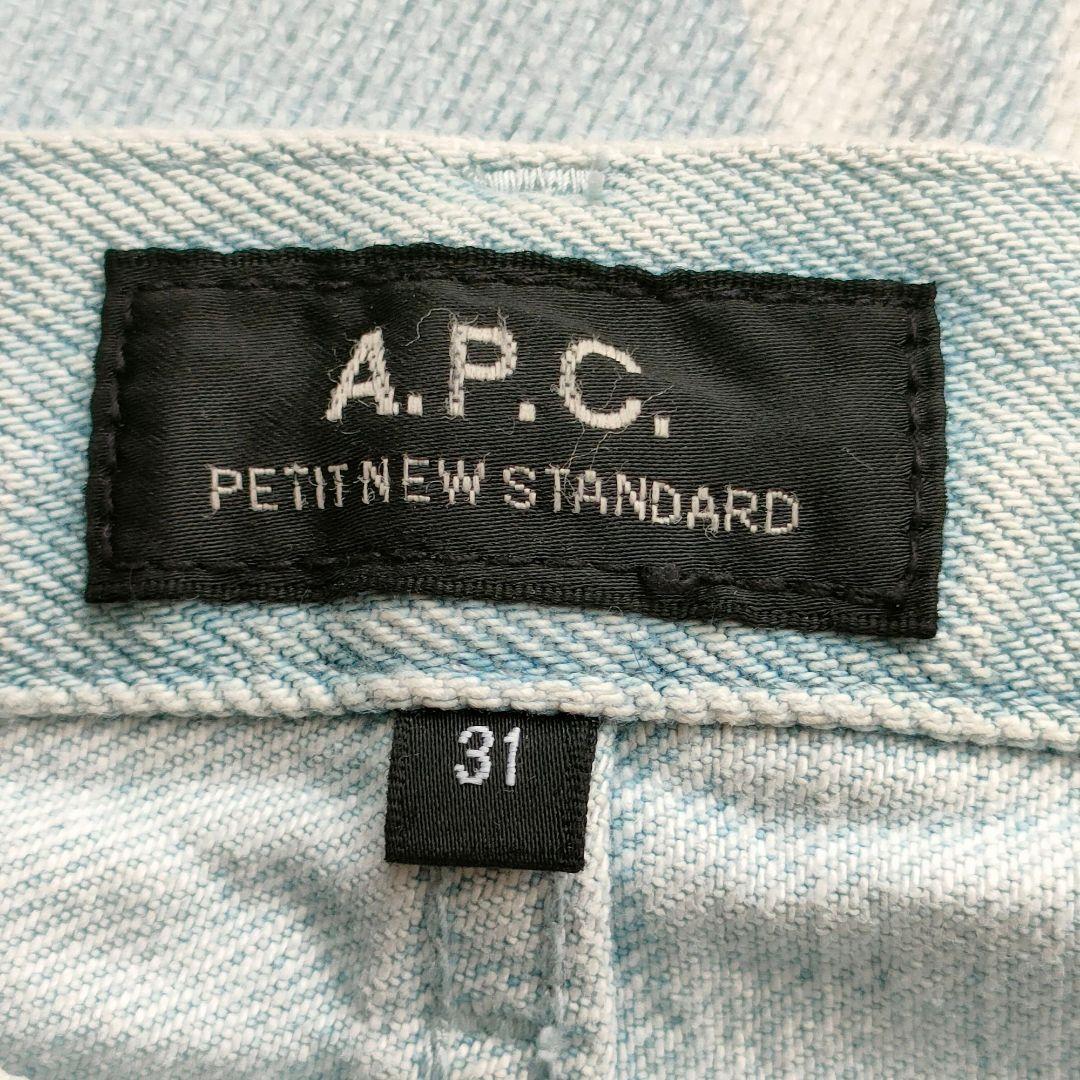 A.P.C.
PETIT NEW STANDARD
31